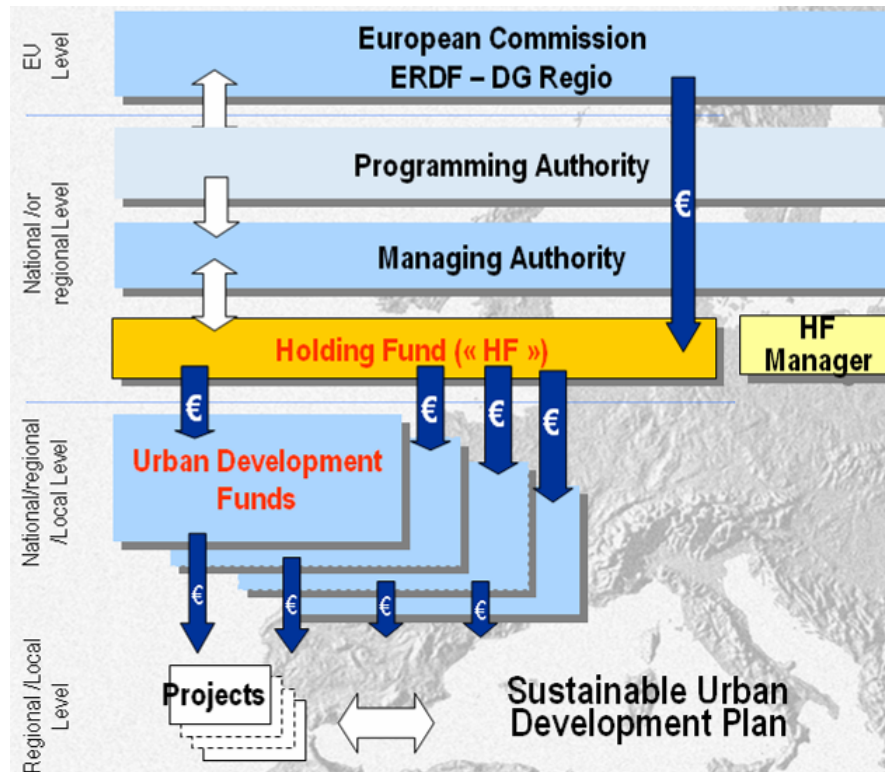 EU
Level
European Commission
ERDF – DG Regio
National /or
regional Level
Programming Authority
€
Managing Authority
Holding Fund (« HF »)
HF
Manager
€
€
€
€
National/regional
/Local Level
Urban Development
Funds
€
€
€
€
Regional /Local
Level
Projects
Sustainable Urban
Development Plan